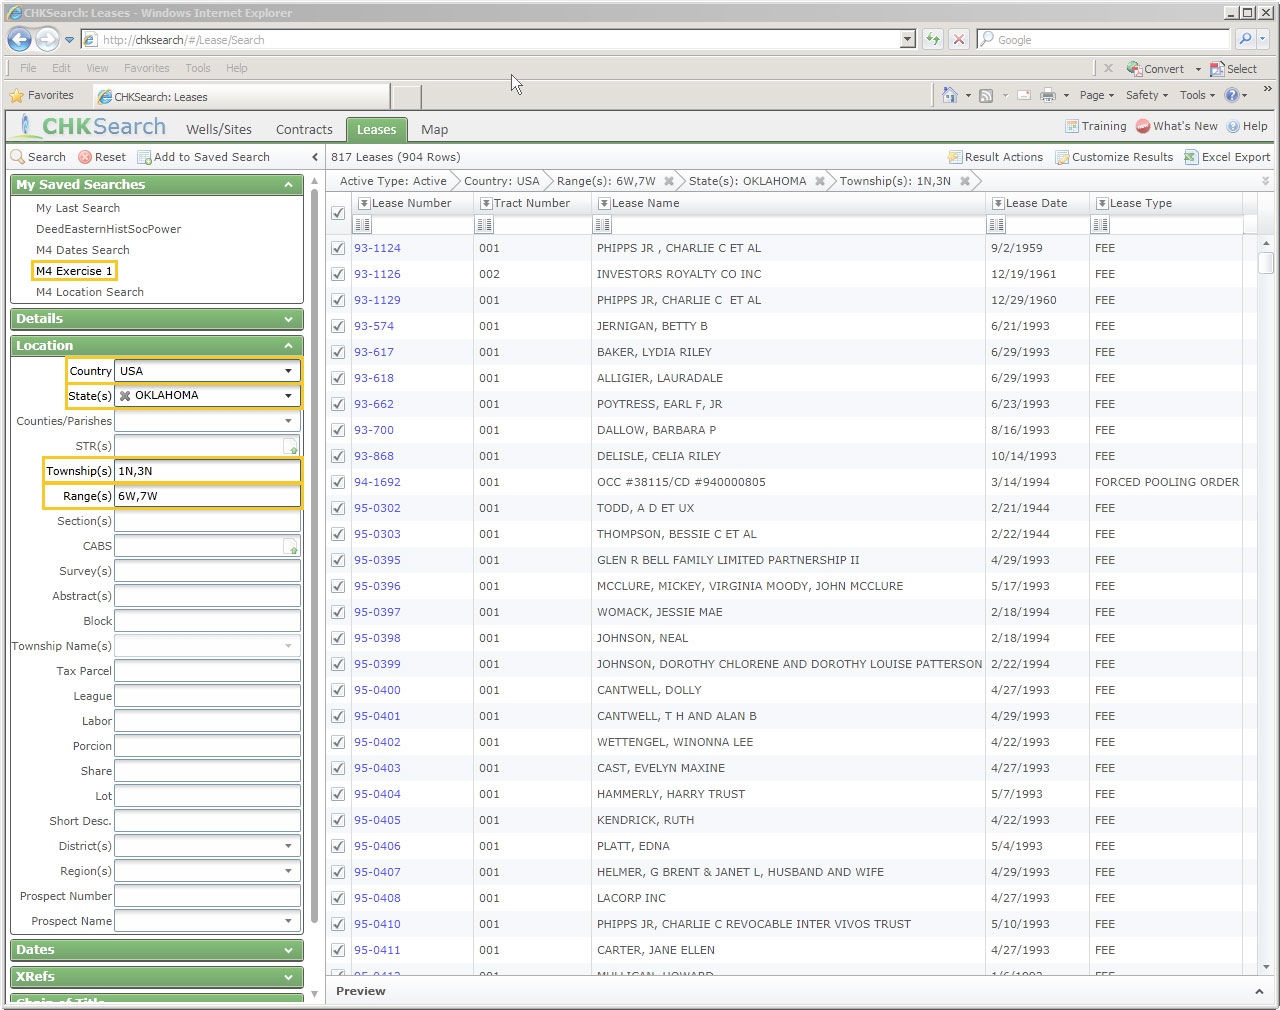 CHKSearch: Leases - Windows Internet Explorer
http://chksearch/#/Lease/Search
Google
File Edit View Favorites Tools Help
Convert Select
Favorites CHKSearch: Leases
Page Safety Tools
CHKSearch Wells/Sites Contracts Leases Map
Training What's New Help
Search Reset Add to Saved Search
817 Leases (904 Rows)
Result Actions Customize Results Excel Export
My Saved Searches
My Last Search
DeedEasternHistSocPower
M4 Dates Search
M4 Exercise 1
M4 Location Search
Details
Location
Country USA
State(s) OKLAHOMA
Counties/Parishes
STR(s)
Township(s) 1N,3N
Range(s) 6W,7W
Section(s)
CABS
Survey(s)
Abstract(s)
Block
Township Name(s)
Tax Parcel
League
Labor
Porcion
Share
Lot
Short Desc.
District(s)
Region(s)
Prospect Number
Prospect Name
Dates
XRefs
Chain of Title
Active Type: Active Country: USA Range(s): 6W,7W State(s): OKLAHOMA Township(s): 1N,3N
Lease Number Tract Number Lease Name Lease Date Lease Type
93-1124 001 PHIPPS JR , CHARLIE C ET AL 9/2/1959 FEE
93-1126 002 INVESTORS ROYALTY CO INC 12/19/1961 FEE
93-1129 001 PHIPPS JR, CHARLIE C  ET AL 12/29/1960 FEE
93-574 001 JERNIGAN, BETTY B 6/21/1993 FEE
93-617 001 BAKER, LYDIA RILEY 6/29/1993 FEE
93-618 001 ALLIGIER, LAURADALE 6/29/1993 FEE
93-662 001 POYTRESS, EARL F, JR 6/23/1993 FEE
93-700 001 DALLOW, BARBARA P 8/16/1993 FEE
93-868 001 DELISLE, CELIA RILEY 10/14/1993 FEE
94-1692 001 OCC #38115/CD #940000805 3/14/1994 FORCED POOLING ORDER
95-0302 001 TODD, A D ET UX 2/21/1944 FEE
95-0303 001 THOMPSON, BESSIE C ET AL 2/22/1944 FEE
95-0395 001 GLEN R BELL FAMILY LIMITED PARTNERSHIP II 4/29/1993 FEE
95-0396 001 MCCLURE, MICKEY, VIRGINIA MOODY, JOHN MCCLURE 5/17/1993 FEE
95-0397 001 WOMACK, JESSIE MAE 2/18/1994 FEE
95-0398 001 JOHNSON, NEAL 2/18/1994 FEE
95-0399 001 JOHNSON, DOROTHY CHLORENE AND DOROTHY LOUISE PATTERSON 2/22/1994 FEE
95-0400 001 CANTWELL, DOLLY 4/27/1993 FEE
95-0401 001 CANTWELL, T H AND ALAN B 4/29/1993 FEE
95-0402 001 WETTENGEL, WINONNA LEE 4/22/1993 FEE
95-0403 001 CAST, EVELYN MAXINE 4/27/1993 FEE
95-0404 001 HAMMERLY, HARRY TRUST 5/7/1993 FEE
95-0405 001 KENDRICK, RUTH 4/22/1993 FEE
95-0406 001 PLATT, EDNA 5/4/1993 FEE
95-0407 001 HELMER, G BRENT & JANET L, HUSBAND AND WIFE 4/29/1993 FEE
95-0408 001 LACORP INC 4/27/1993 FEE
95-0410 001 PHIPPS JR, CHARLIE C REVOCABLE INTER VIVOS TRUST 5/10/1993 FEE
95-0411 001 CARTER, JANE ELLEN 4/27/1993 FEE
95-0412 001 MULLIGAN, HOWARD 1/6/1993 FEE
Preview